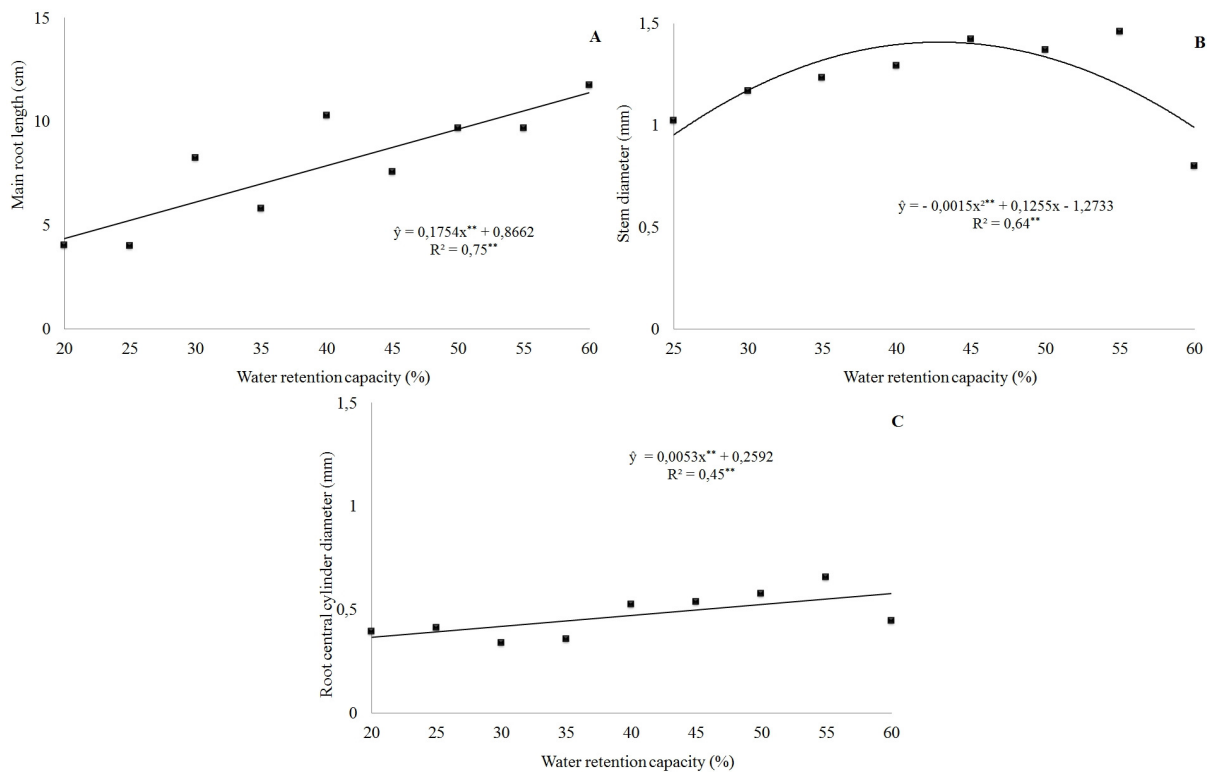 A
Main root length (cm)
15
10
5
0
ŷ = 0,1754x** + 0,8662
R² = 0,75**
20 25 30 35 40 45 50 55 60
Water retention capacity (%)
B
Stem diameter (mm)
1,5
1
0,5
0
ŷ = - 0,0015x²** + 0,1255x - 1,2733
R² = 0,64**
25 30 35 40 45 50 55 60
Water retention capacity (%)
C
Root central cylinder diameter (mm)
1,5
1
0,5
0
ŷ = 0,0053x** + 0,2592
R² = 0,45**
20 25 30 35 40 45 50 55 60
Water retention capacity (%)